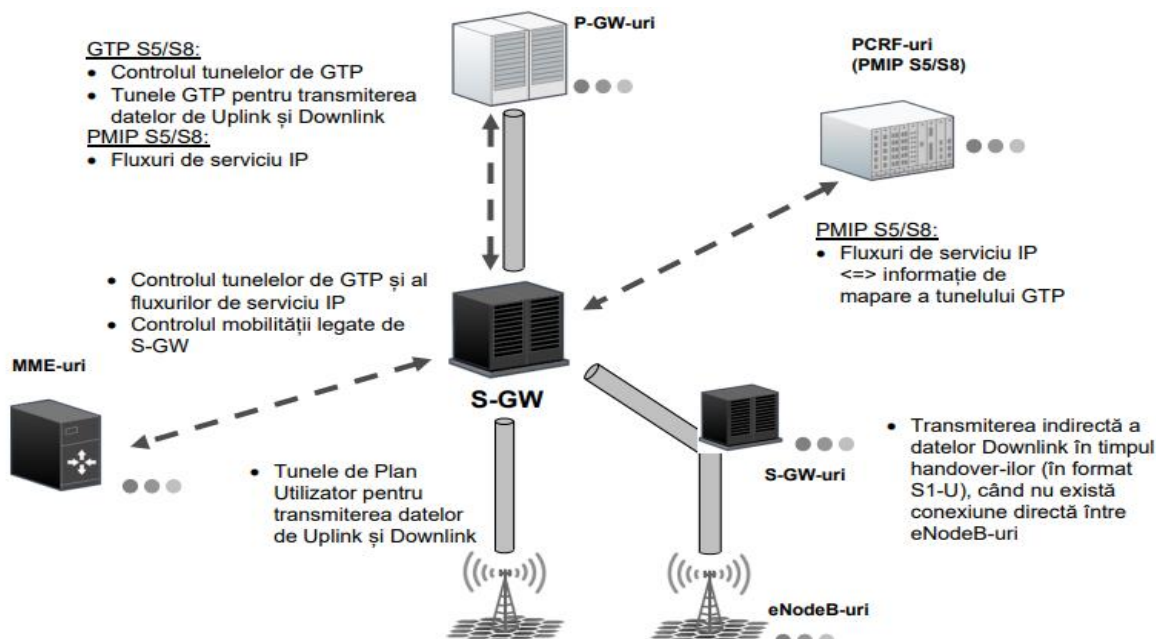 P-GW-uri
GTP S5/S8:
• Controlul tunelelor de GTP
• Tunele GTP pentru transmiterea
datelor de Uplink și Downlink
PMIP S5/S8:
• Fluxuri de serviciu IP
PCRF-uri
(PMIP S5/S8)
PMIP S5/S8:
• Fluxuri de serviciu IP
<=> informație de
mapare a tunelului GTP
• Controlul tunelelor de GTP și al
fluxurilor de serviciu IP
• Controlul mobilității legate de
S-GW
MME-uri
S-GW
• Tunele de Plan
Utilizator pentru
transmiterea datelor
de Uplink și Downlink
S-GW-uri
• Transmiterea indirectă a
datelor Downlink în timpul
handover-ilor (în format
S1-U), când nu există
conexiune directă între
eNodeB-uri
eNodeB-uri